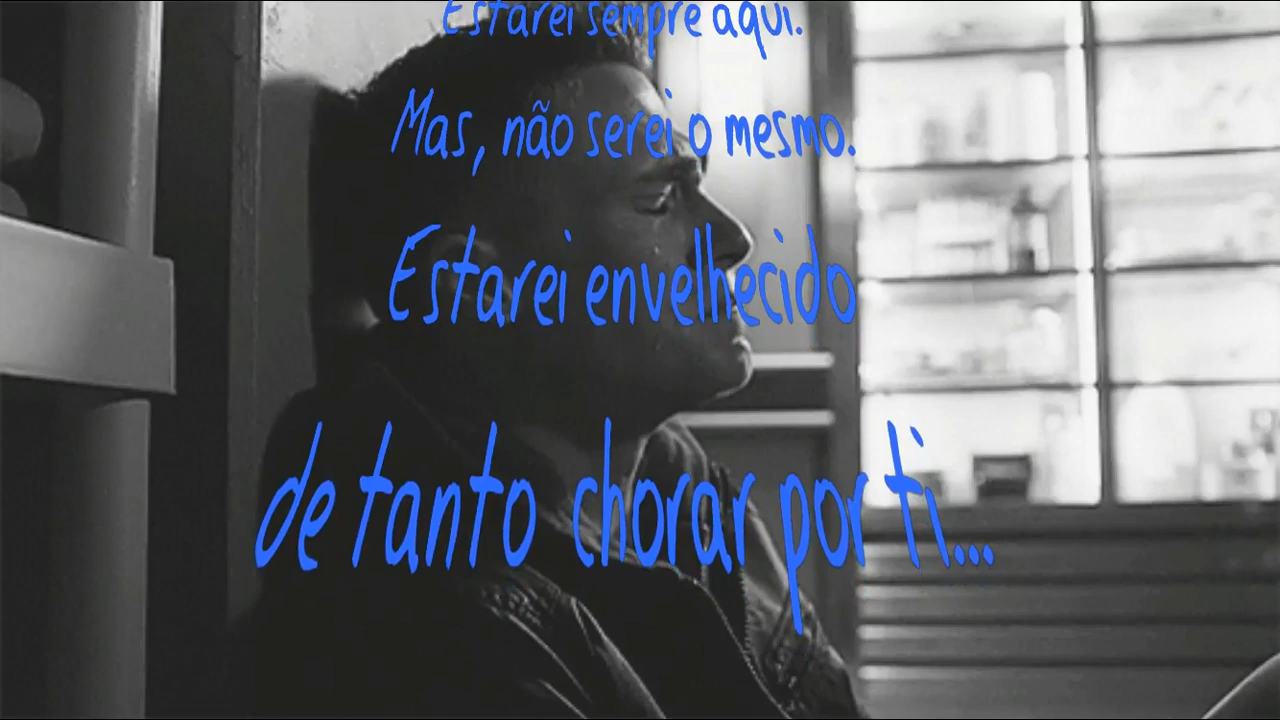 Estarei sempre aqui.
Mas, não serei o mesmo.
Estarei envelhecido
de tanto chorar por ti...